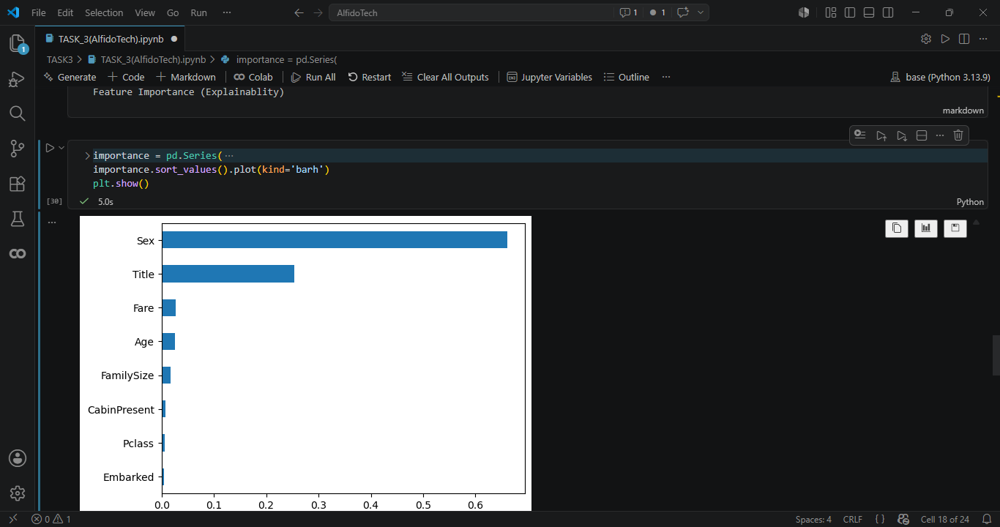 File Edit Selection View Go Run ··· AlfidoTech 1 1
1 TASK_3(AlfidoTech).ipynb
TASK3 > TASK_3(AlfidoTech).ipynb > importance = pd.Series(
Generate + Code + Markdown Colab Run All Restart Clear All Outputs Jupyter Variables Outline ··· base (Python 3.13.9)
Feature Importance (Explainablity)
markdown
importance = pd.Series( ···
importance.sort_values().plot(kind='barh')
plt.show()
[30] 5.0s Python
Sex
Title
Fare
Age
FamilySize
CabinPresent
Pclass
Embarked
0.0 0.1 0.2 0.3 0.4 0.5 0.6
0 1 Spaces: 4 CRLF { } Cell 18 of 24